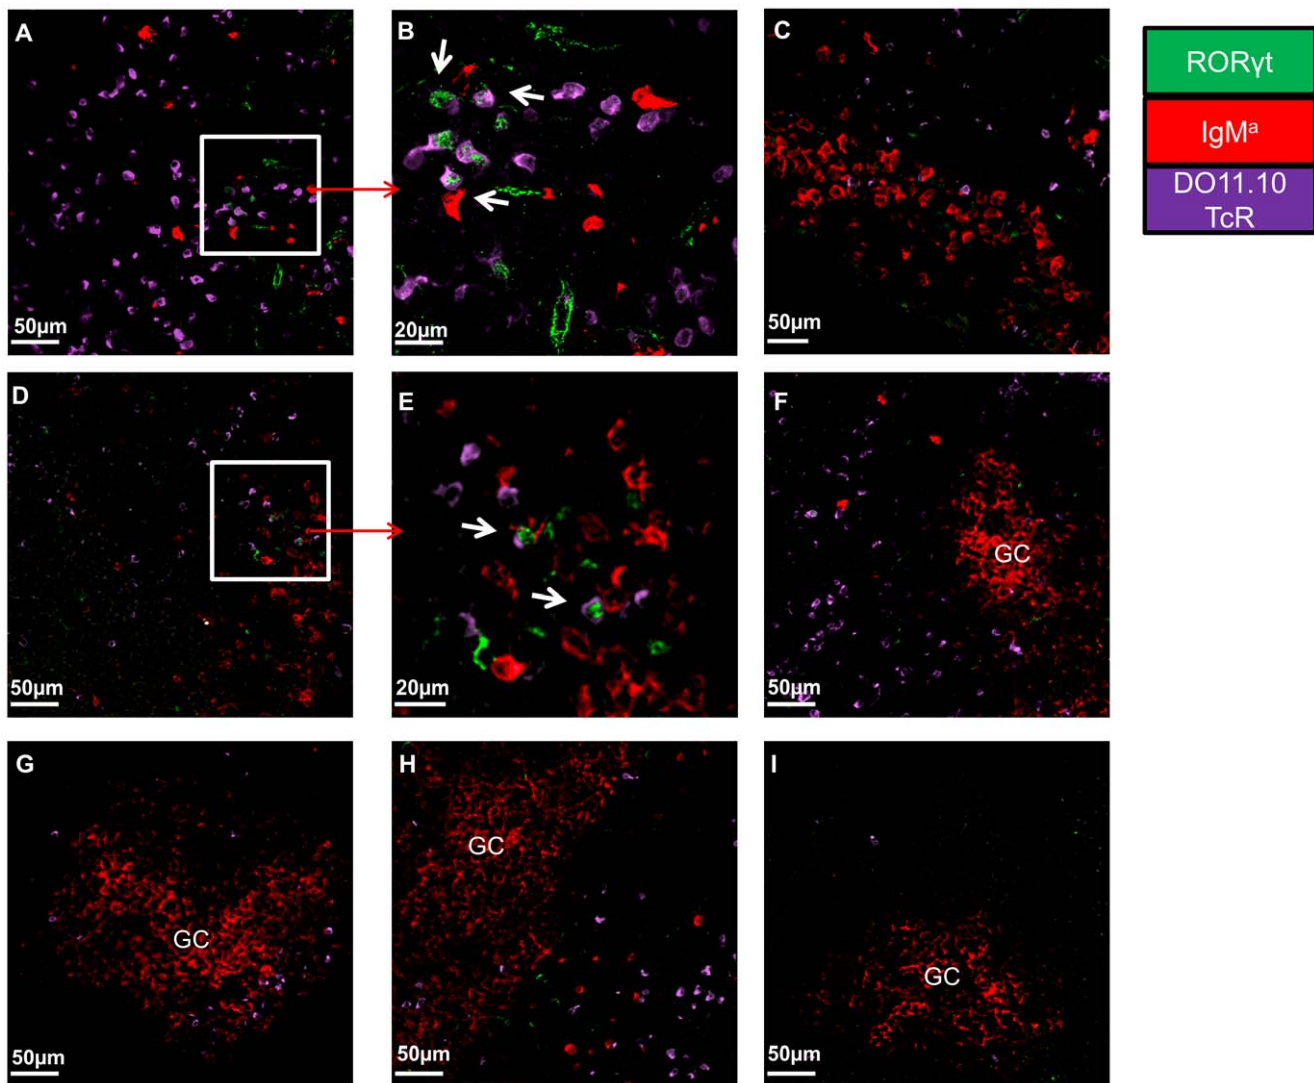 A
50µm
B
20µm
C
50µm
RORγt
IgMᵃ
DO11.10
TcR
D
50µm
E
20µm
F
GC
50µm
G
GC
50µm
H
GC
50µm
I
GC
50µm